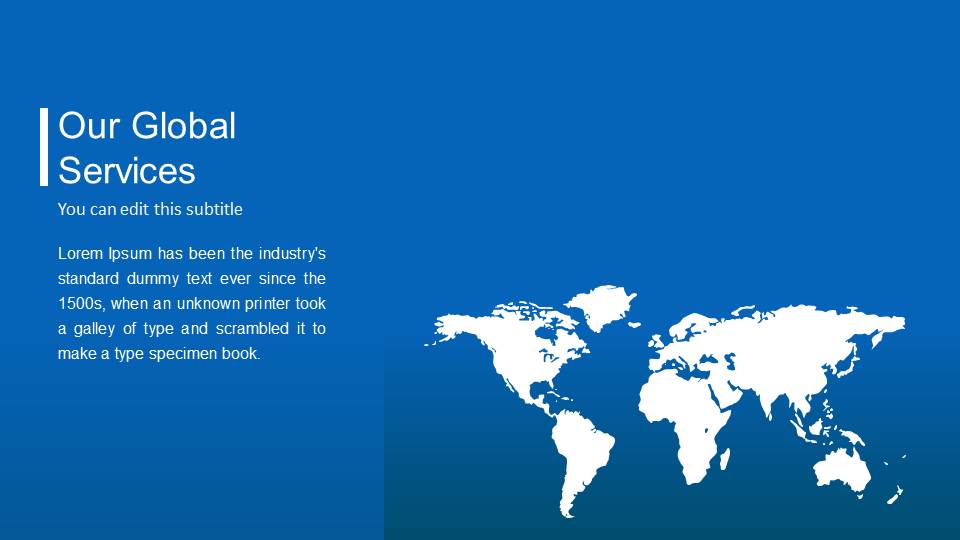 Our Global
Services
You can edit this subtitle
Lorem Ipsum has been the industry's
standard dummy text ever since the
1500s, when an unknown printer took
a galley of type and scrambled it to
make a type specimen book.